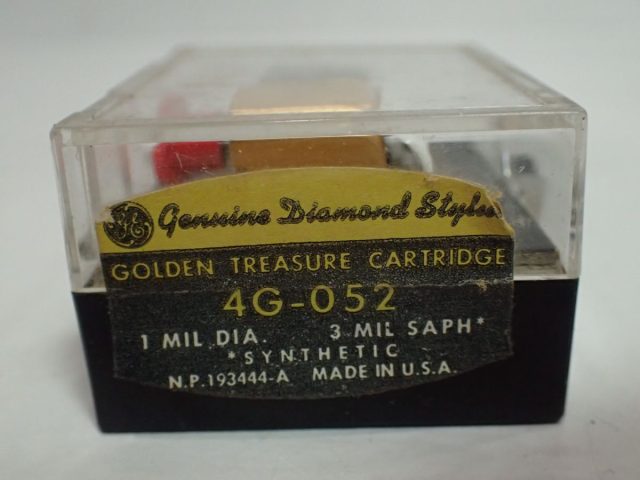 GE Genuine Diamond Stylus
GOLDEN TREASURE CARTRIDGE
4G-052
1 MIL DIA. 3 MIL SAPH*
*SYNTHETIC
N.P. 193444-A MADE IN U.S.A.